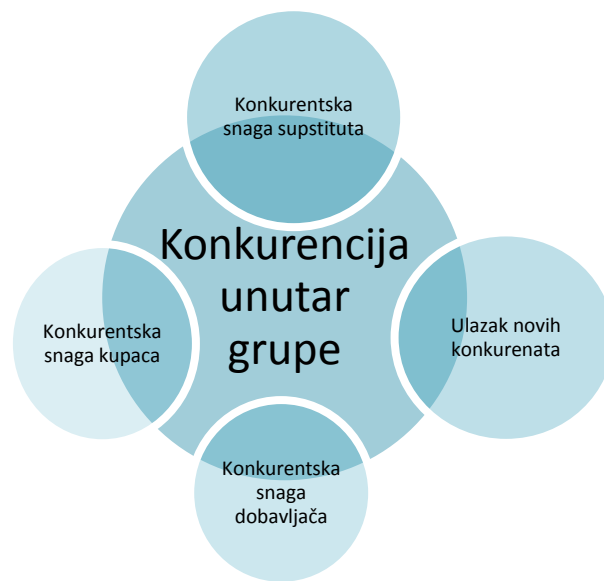 Konkurentska
snaga supstituta
Konkurencija
unutar
grupe
Konkurentska
snaga kupaca
Ulazak novih
konkurenata
Konkurentska
snaga
dobavljača